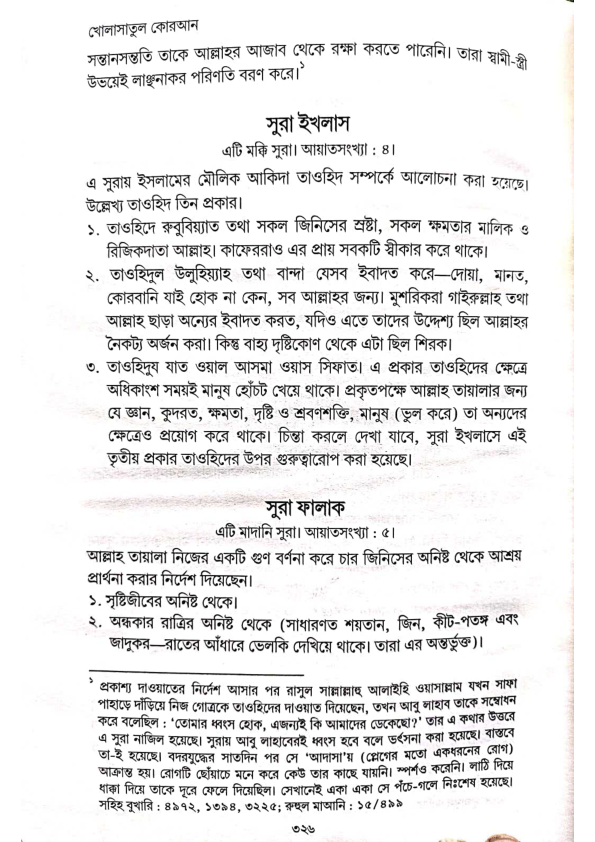 খোলাসাতুল কোরআন
সন্তানসন্ততি তাকে আল্লাহর আজাব থেকে রক্ষা করতে পারেনি। তারা স্বামী-স্ত্রী
উভয়েই লাঞ্ছনাকর পরিণতি বরণ করে।১
সুরা ইখলাস
এটি মক্কি সুরা। আয়াতসংখ্যা : ৪।
এ সুরায় ইসলামের মৌলিক আকিদা তাওহিদ সম্পর্কে আলোচনা করা হয়েছে।
উল্লেখ্য তাওহিদ তিন প্রকার।
১. তাওহিদে রুবুবিয়্যাত তথা সকল জিনিসের স্রষ্টা, সকল ক্ষমতার মালিক ও
রিজিকদাতা আল্লাহ। কাফেররাও এর প্রায় সবকটি স্বীকার করে থাকে।
২. তাওহিদুল উলুহিয়্যাহ তথা বান্দা যেসব ইবাদত করে—দোয়া, মানত,
কোরবানি যাই হোক না কেন, সব আল্লাহর জন্য। মুশরিকরা গাইরুল্লাহ তথা
আল্লাহ ছাড়া অন্যের ইবাদত করত, যদিও এতে তাদের উদ্দেশ্য ছিল আল্লাহর
নৈকট্য অর্জন করা। কিন্তু বাহ্য দৃষ্টিকোণ থেকে এটা ছিল শিরক।
৩. তাওহিদুয যাত ওয়াল আসমা ওয়াস সিফাত। এ প্রকার তাওহিদের ক্ষেত্রে
অধিকাংশ সময়ই মানুষ হোঁচট খেয়ে থাকে। প্রকৃতপক্ষে আল্লাহ তায়ালার জন্য
যে জ্ঞান, কুদরত, ক্ষমতা, দৃষ্টি ও শ্রবণশক্তি, মানুষ (ভুল করে) তা অন্যদের
ক্ষেত্রেও প্রয়োগ করে থাকে। চিন্তা করলে দেখা যাবে, সুরা ইখলাসে এই
তৃতীয় প্রকার তাওহিদের উপর গুরুত্বারোপ করা হয়েছে।
সুরা ফালাক
এটি মাদানি সুরা। আয়াতসংখ্যা : ৫।
আল্লাহ তায়ালা নিজের একটি গুণ বর্ণনা করে চার জিনিসের অনিষ্ট থেকে আশ্রয়
প্রার্থনা করার নির্দেশ দিয়েছেন।
১. সৃষ্টিজীবের অনিষ্ট থেকে।
২. অন্ধকার রাত্রির অনিষ্ট থেকে (সাধারণত শয়তান, জিন, কীট-পতঙ্গ এবং
জাদুকর—রাতের আঁধারে ভেলকি দেখিয়ে থাকে। তারা এর অন্তর্ভুক্ত)।
১ প্রকাশ্য দাওয়াতের নির্দেশ আসার পর রাসুল সাল্লাল্লাহু আলাইহি ওয়াসাল্লাম যখন সাফা
পাহাড়ে দাঁড়িয়ে নিজ গোত্রকে তাওহিদের দাওয়াত দিয়েছেন, তখন আবু লাহাব তাকে সম্বোধন
করে বলেছিল : 'তোমার ধ্বংস হোক, এজন্যই কি আমাদের ডেকেছো?' তার এ কথার উত্তরে
এ সুরা নাজিল হয়েছে। সুরায় আবু লাহাবেরই ধ্বংস হবে বলে ভর্ৎসনা করা হয়েছে। বাস্তবে
তা-ই হয়েছে। বদরযুদ্ধের সাতদিন পর সে 'আদাসা'য় (প্লেগের মতো একধরনের রোগ)
আক্রান্ত হয়। রোগটি ছোঁয়াচে মনে করে কেউ তার কাছে যায়নি। স্পর্শও করেনি। লাঠি দিয়ে
ধাক্কা দিয়ে তাকে দূরে ফেলে দিয়েছিল। সেখানেই একা একা সে পঁচে-গলে নিঃশেষ হয়েছে।
সহিহ বুখারি : ৪৯৭২, ১৩৯৪, ৩২২৫; রুহুল মাআনি : ১৫/৪৯৯
৩২৬